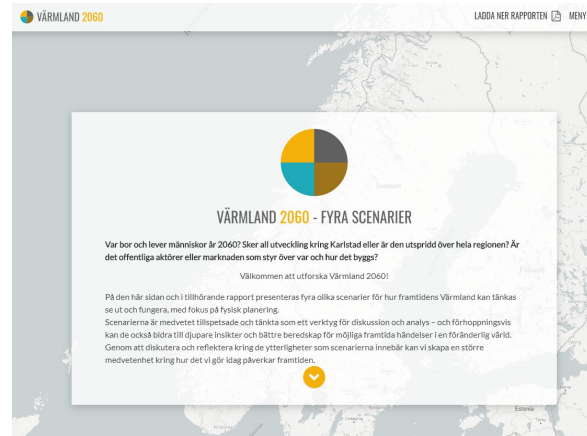 VÄRMLAND 2060
LADDA NER RAPPORTEN
MENY
VÄRMLAND 2060 - FYRA SCENARIER
Var bor och lever människor år 2060? Sker all utveckling kring Karlstad eller är den utspridd över hela regionen? Är
det offentliga aktörer eller marknaden som styr över var och hur det byggs?
Välkommen att utforska Värmland 2060!
På den här sidan och i tillhörande rapport presenteras fyra olika scenarier för hur framtidens Värmland kan tänkas
se ut och fungera, med fokus på fysisk planering.
Scenarierna är medvetet tillspetsade och tänkta som ett verktyg för diskussion och analys – och förhoppningsvis
kan de också bidra till djupare insikter och bättre beredskap för möjliga framtida händelser i en föränderlig värld.
Genom att diskutera och reflektera kring de ytterligheter som scenarierna innebär kan vi skapa en större
medvetenhet kring hur det vi gör idag påverkar framtiden.
Estonia